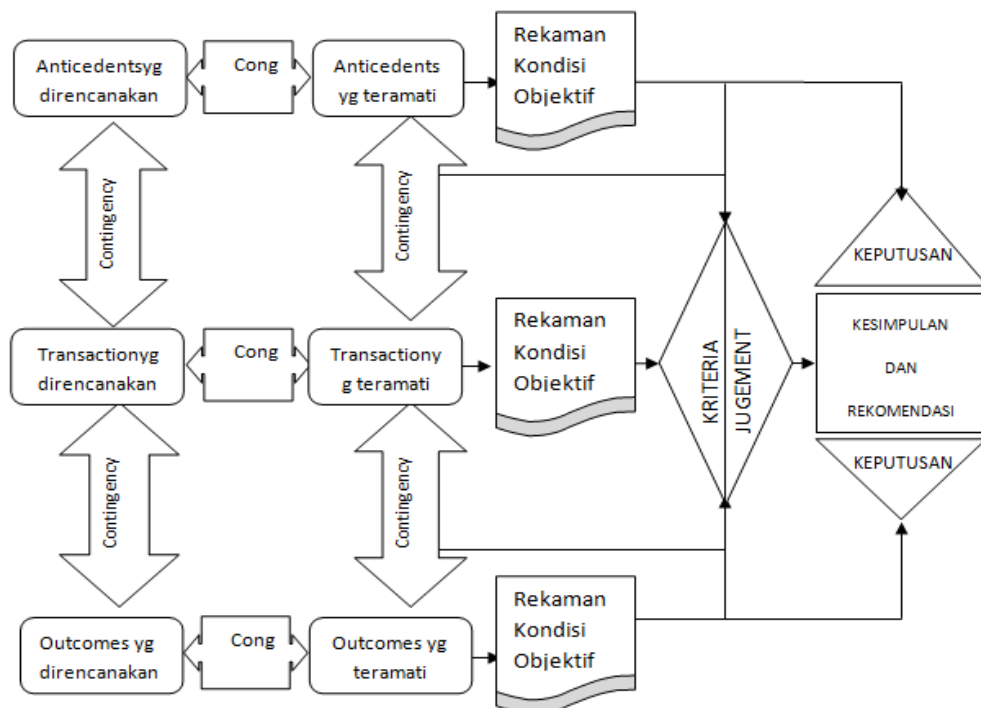 Anticedentsyg
direncanakan
Cong
Anticedents
yg teramati
Rekaman
Kondisi
Objektif
Contingency
Contingency
KEPUTUSAN
Transactionyg
direncanakan
Cong
Transactiony
g teramati
Rekaman
Kondisi
Objektif
KRITERIA
JUGEMENT
KESIMPULAN
DAN
REKOMENDASI
KEPUTUSAN
Contingency
Contingency
Outcomes yg
direncanakan
Cong
Outcomes yg
teramati
Rekaman
Kondisi
Objektif